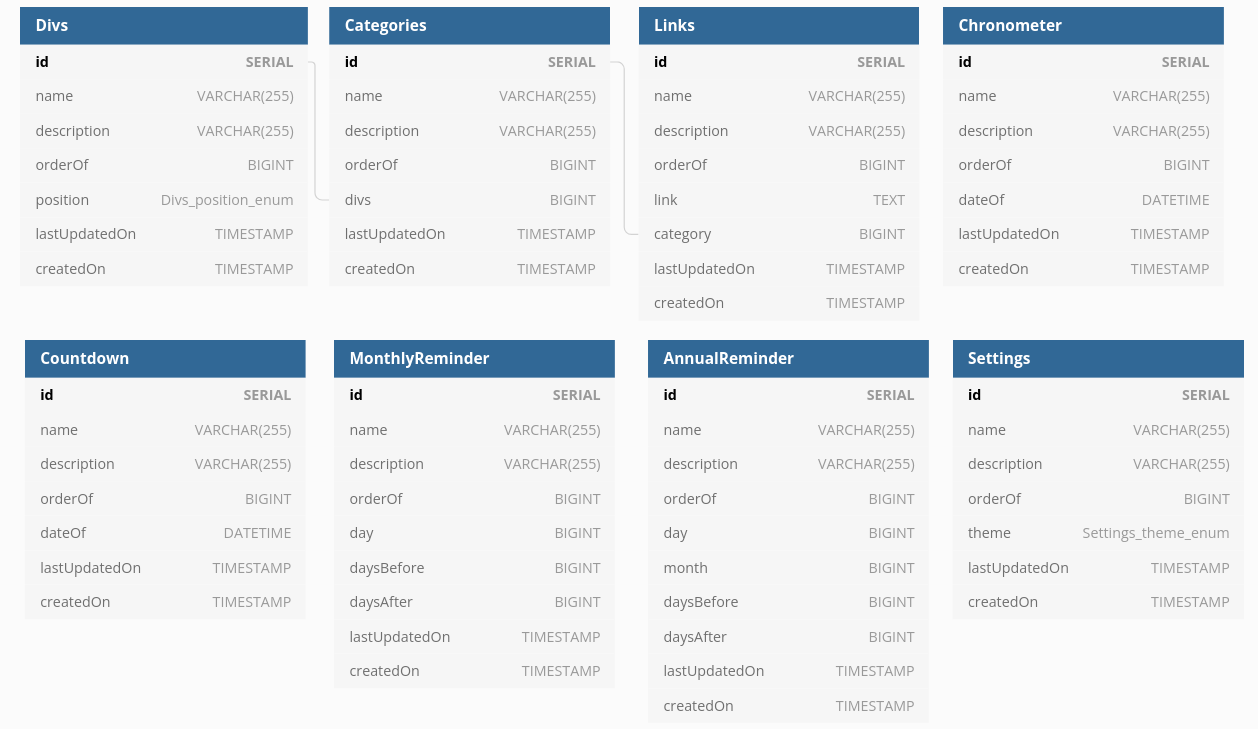 Divs
id SERIAL
name VARCHAR(255)
description VARCHAR(255)
orderOf BIGINT
position Divs_position_enum
lastUpdatedOn TIMESTAMP
createdOn TIMESTAMP
Categories
id SERIAL
name VARCHAR(255)
description VARCHAR(255)
orderOf BIGINT
divs BIGINT
lastUpdatedOn TIMESTAMP
createdOn TIMESTAMP
Links
id SERIAL
name VARCHAR(255)
description VARCHAR(255)
orderOf BIGINT
link TEXT
category BIGINT
lastUpdatedOn TIMESTAMP
createdOn TIMESTAMP
Chronometer
id SERIAL
name VARCHAR(255)
description VARCHAR(255)
orderOf BIGINT
dateOf DATETIME
lastUpdatedOn TIMESTAMP
createdOn TIMESTAMP
Countdown
id SERIAL
name VARCHAR(255)
description VARCHAR(255)
orderOf BIGINT
dateOf DATETIME
lastUpdatedOn TIMESTAMP
createdOn TIMESTAMP
MonthlyReminder
id SERIAL
name VARCHAR(255)
description VARCHAR(255)
orderOf BIGINT
day BIGINT
daysBefore BIGINT
daysAfter BIGINT
lastUpdatedOn TIMESTAMP
createdOn TIMESTAMP
AnnualReminder
id SERIAL
name VARCHAR(255)
description VARCHAR(255)
orderOf BIGINT
day BIGINT
month BIGINT
daysBefore BIGINT
daysAfter BIGINT
lastUpdatedOn TIMESTAMP
createdOn TIMESTAMP
Settings
id SERIAL
name VARCHAR(255)
description VARCHAR(255)
orderOf BIGINT
theme Settings_theme_enum
lastUpdatedOn TIMESTAMP
createdOn TIMESTAMP